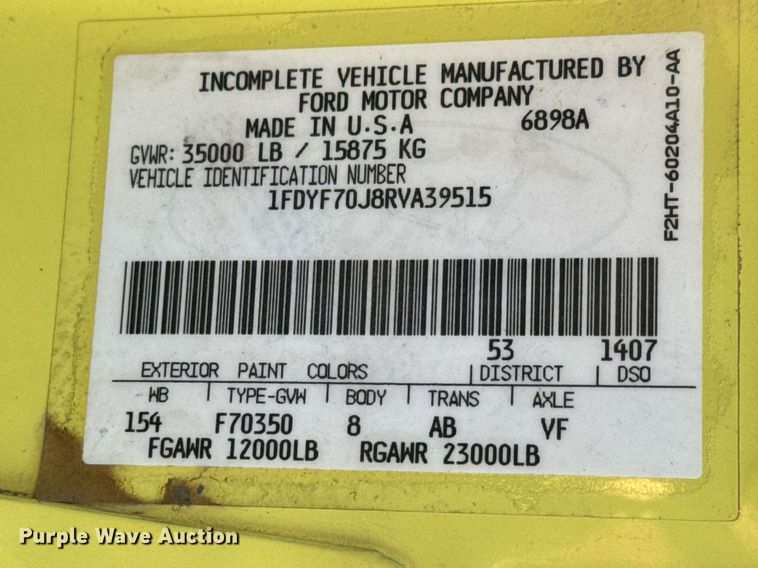 INCOMPLETE VEHICLE MANUFACTURED BY
FORD MOTOR COMPANY
MADE IN U.S.A 6898A
GVWR: 35000 LB / 15875 KG
VEHICLE IDENTIFICATION NUMBER
1FDYF70J8RVA39515
F2HT-60204A10-AA
53 1407
EXTERIOR PAINT COLORS DISTRICT DSO
WB TYPE-GVW BODY TRANS AXLE
154 F70350 8 AB VF
FGAWR 12000LB RGAWR 23000LB
Purple Wave Auction